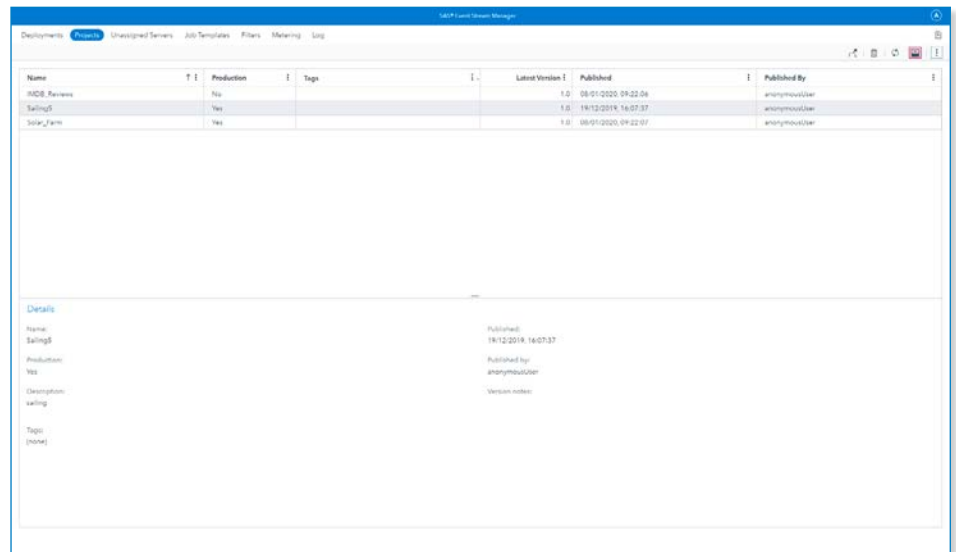 SAS® Event Stream Manager
Deployments Projects Unassigned Servers Job Templates Filters Metering Log
Name Production Tags Latest Version Published Published By
IMDB_Reviews No 1.0 08/01/2020, 09:22:06 anonymousUser
SailingS Yes 1.0 19/12/2019, 16:07:37 anonymousUser
Solar_Farm Yes 1.0 08/01/2020, 09:22:07 anonymousUser
Details
Name: Published:
SailingS 19/12/2019, 16:07:37
Production: Published by:
Yes anonymousUser
Description: Version notes:
sailing
Tags:
(none)